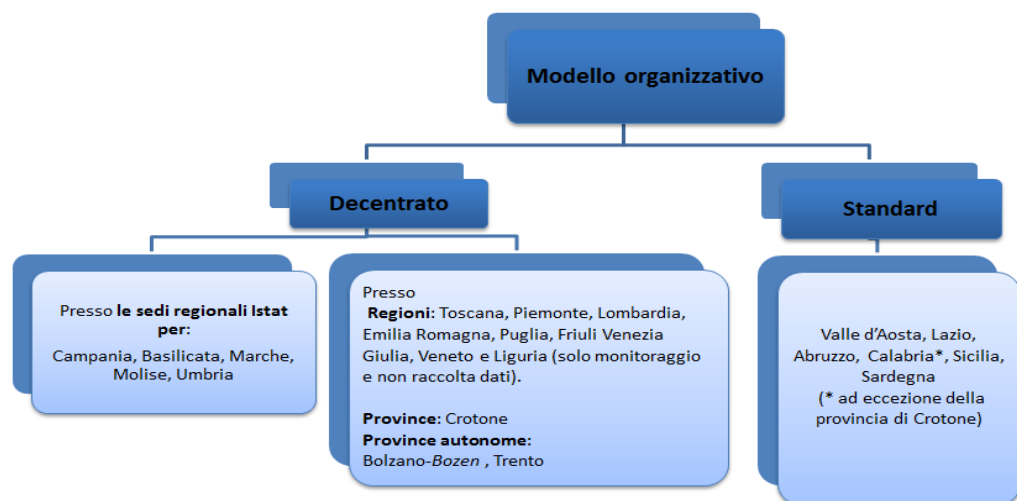 Modello organizzativo
Decentrato
Standard
Presso le sedi regionali Istat
per:
Campania, Basilicata, Marche,
Molise, Umbria
Presso
Regioni: Toscana, Piemonte, Lombardia,
Emilia Romagna, Puglia, Friuli Venezia
Giulia, Veneto e Liguria (solo monitoraggio
e non raccolta dati).
Province: Crotone
Province autonome:
Bolzano-Bozen , Trento
Valle d'Aosta, Lazio,
Abruzzo, Calabria*, Sicilia,
Sardegna
(* ad eccezione della
provincia di Crotone)